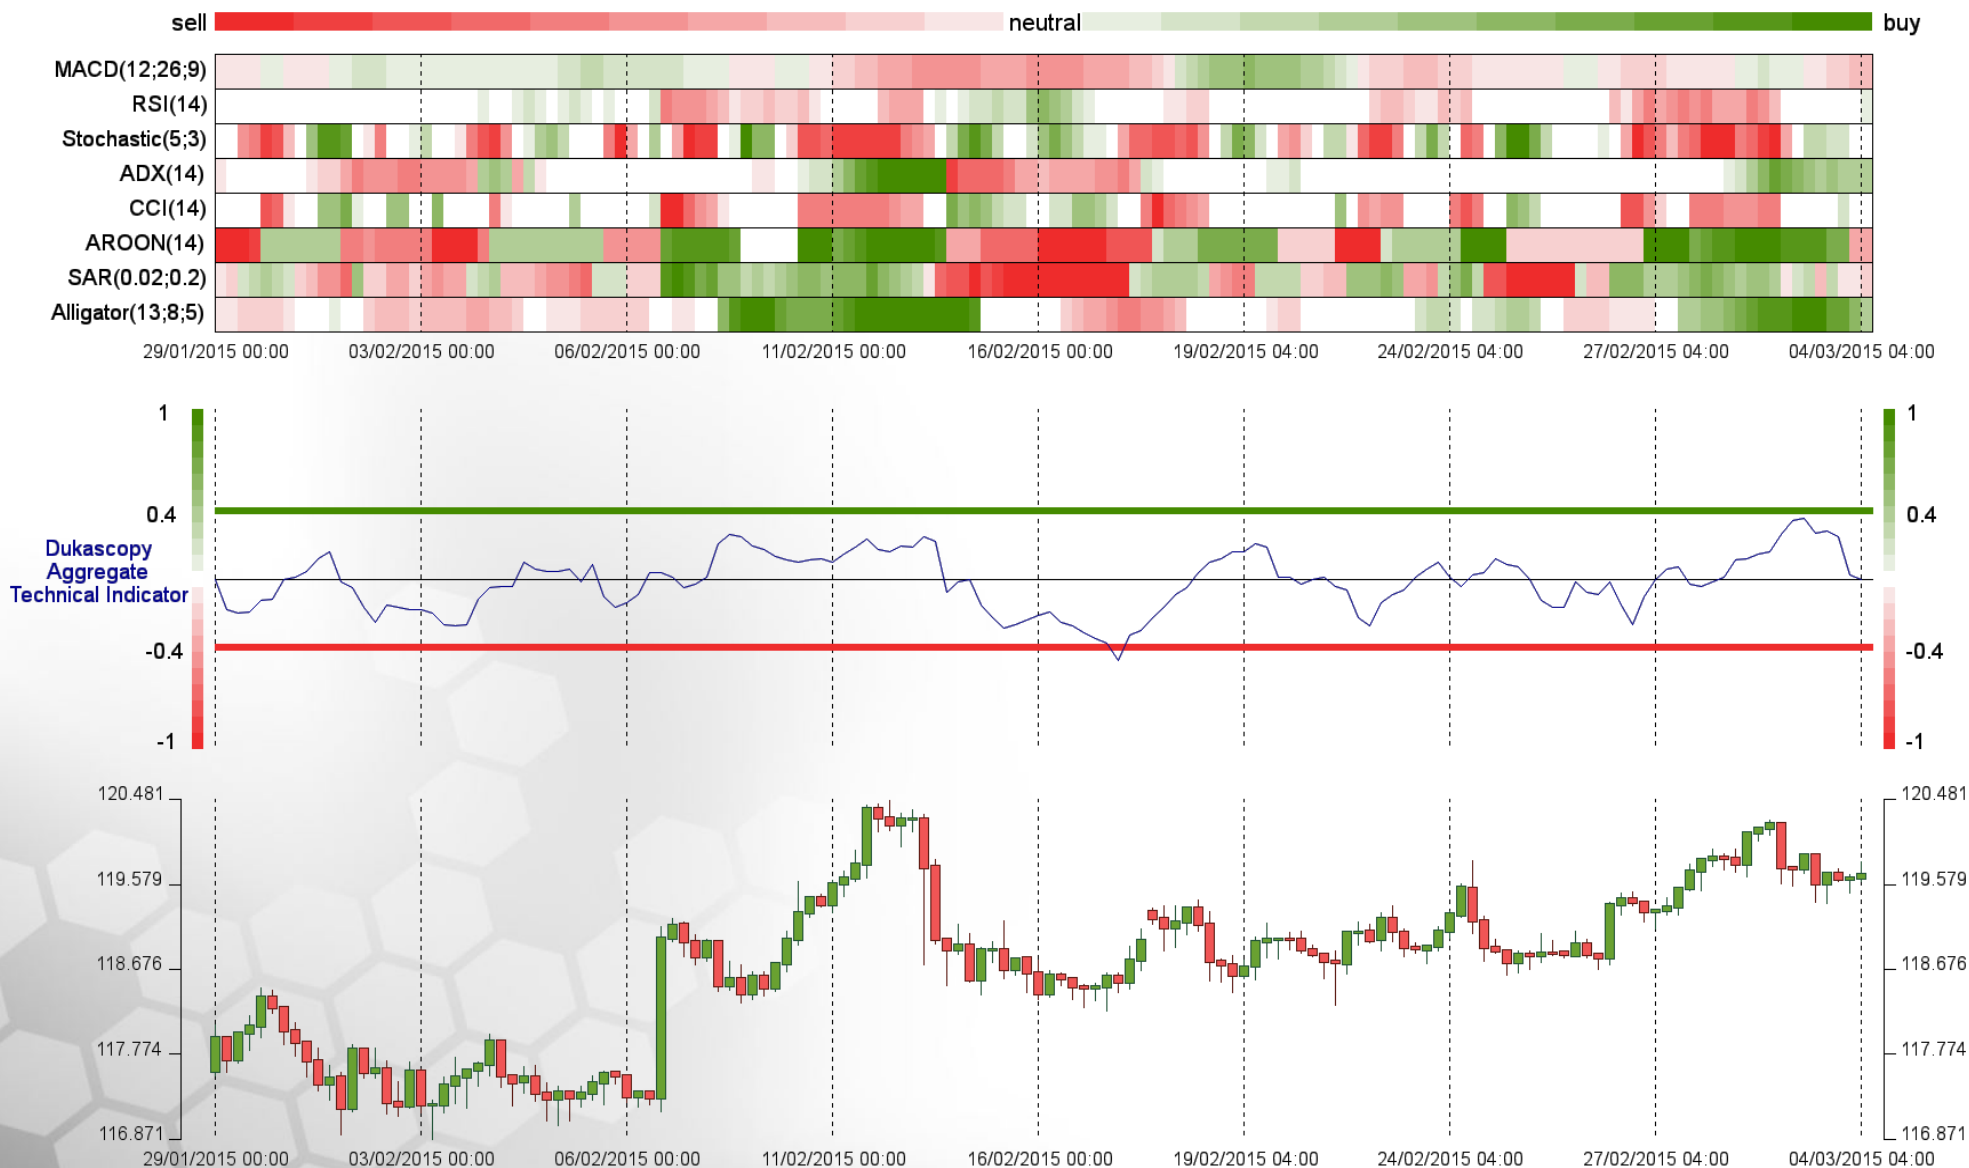 sell neutral buy
MACD(12;26;9)
RSI(14)
Stochastic(5;3)
ADX(14)
CCI(14)
AROON(14)
SAR(0.02;0.2)
Alligator(13;8;5)
29/01/2015 00:00 03/02/2015 00:00 06/02/2015 00:00 11/02/2015 00:00 16/02/2015 00:00 19/02/2015 04:00 24/02/2015 04:00 27/02/2015 04:00 04/03/2015 04:00
1 1
0.4 0.4
Dukascopy
Aggregate
Technical Indicator
-0.4 -0.4
-1 -1
120.481 120.481
119.579 119.579
118.676 118.676
117.774 117.774
116.871 116.871
29/01/2015 00:00 03/02/2015 00:00 06/02/2015 00:00 11/02/2015 00:00 16/02/2015 00:00 19/02/2015 04:00 24/02/2015 04:00 27/02/2015 04:00 04/03/2015 04:00